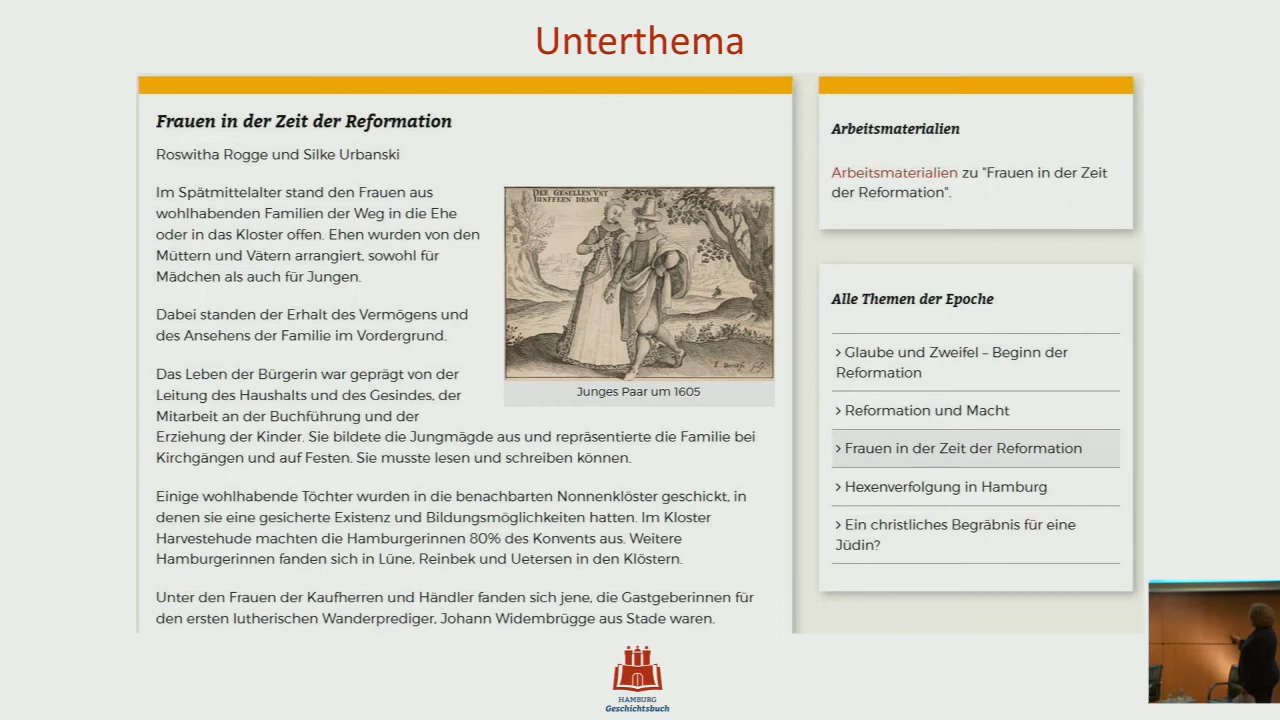 Unterthema
Frauen in der Zeit der Reformation
Roswitha Rogge und Silke Urbanski
Im Spätmittelalter stand den Frauen aus
wohlhabenden Familien der Weg in die Ehe
oder in das Kloster offen. Ehen wurden von den
Müttern und Vätern arrangiert, sowohl für
Mädchen als auch für Jungen.
Dabei standen der Erhalt des Vermögens und
des Ansehens der Familie im Vordergrund.
Das Leben der Bürgerin war geprägt von der
Leitung des Haushalts und des Gesindes, der
Mitarbeit an der Buchführung und der
Erziehung der Kinder. Sie bildete die Jungmägde aus und repräsentierte die Familie bei
Kirchgängen und auf Festen. Sie musste lesen und schreiben können.
Einige wohlhabende Töchter wurden in die benachbarten Nonnenklöster geschickt, in
denen sie eine gesicherte Existenz und Bildungsmöglichkeiten hatten. Im Kloster
Harvestehude machten die Hamburgerinnen 80% des Konvents aus. Weitere
Hamburgerinnen fanden sich in Lüne, Reinbek und Uetersen in den Klöstern.
Unter den Frauen der Kaufherren und Händler fanden sich jene, die Gastgeberinnen für
den ersten lutherischen Wanderprediger, Johann Widembrügge aus Stade waren.
DER GESELLEN VNT
IUNFFERN DRACH
Junges Paar um 1605
Arbeitsmaterialien
Arbeitsmaterialien zu "Frauen in der Zeit
der Reformation".
Alle Themen der Epoche
> Glaube und Zweifel – Beginn der
Reformation
> Reformation und Macht
> Frauen in der Zeit der Reformation
> Hexenverfolgung in Hamburg
> Ein christliches Begräbnis für eine
Jüdin?
HAMBURG
Geschichtsbuch